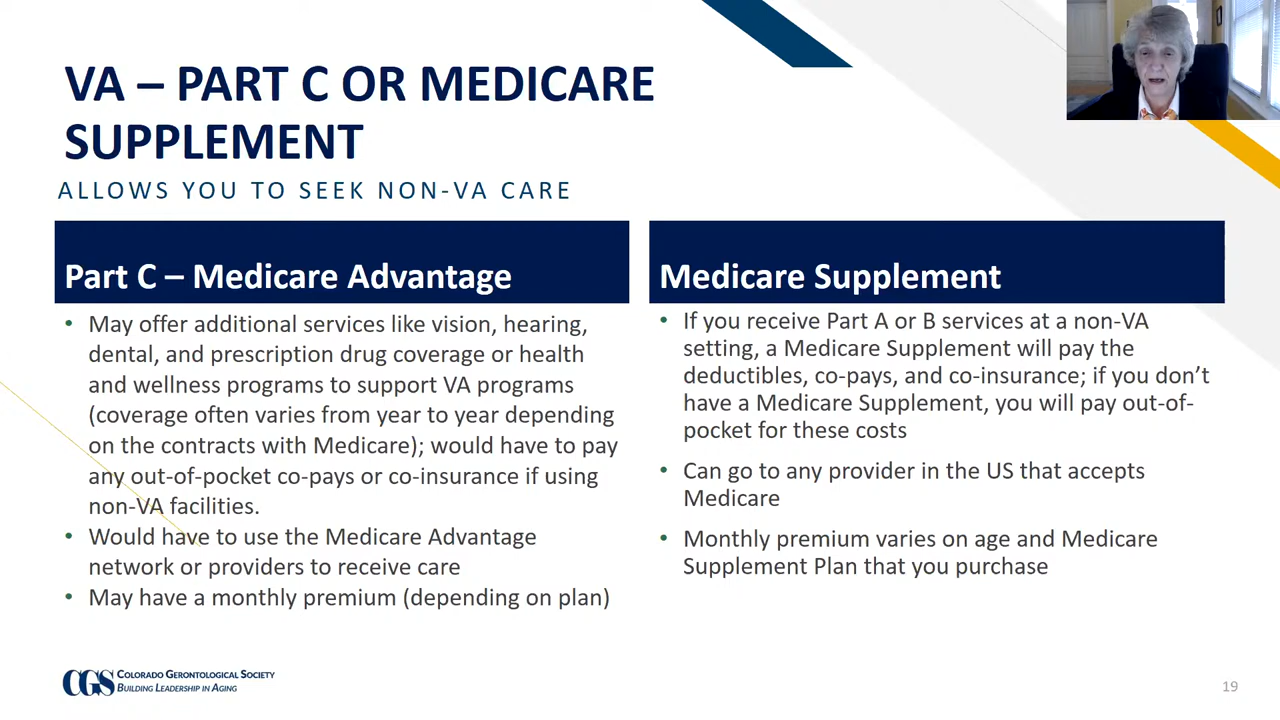 VA – PART C OR MEDICARE
SUPPLEMENT
ALLOWS YOU TO SEEK NON-VA CARE
Part C – Medicare Advantage
• May offer additional services like vision, hearing,
dental, and prescription drug coverage or health
and wellness programs to support VA programs
(coverage often varies from year to year depending
on the contracts with Medicare); would have to pay
any out-of-pocket co-pays or co-insurance if using
non-VA facilities.
• Would have to use the Medicare Advantage
network or providers to receive care
• May have a monthly premium (depending on plan)
Medicare Supplement
• If you receive Part A or B services at a non-VA
setting, a Medicare Supplement will pay the
deductibles, co-pays, and co-insurance; if you don’t
have a Medicare Supplement, you will pay out-of-
pocket for these costs
• Can go to any provider in the US that accepts
Medicare
• Monthly premium varies on age and Medicare
Supplement Plan that you purchase
CGS COLORADO GERONTOLOGICAL SOCIETY
BUILDING LEADERSHIP IN AGING
19